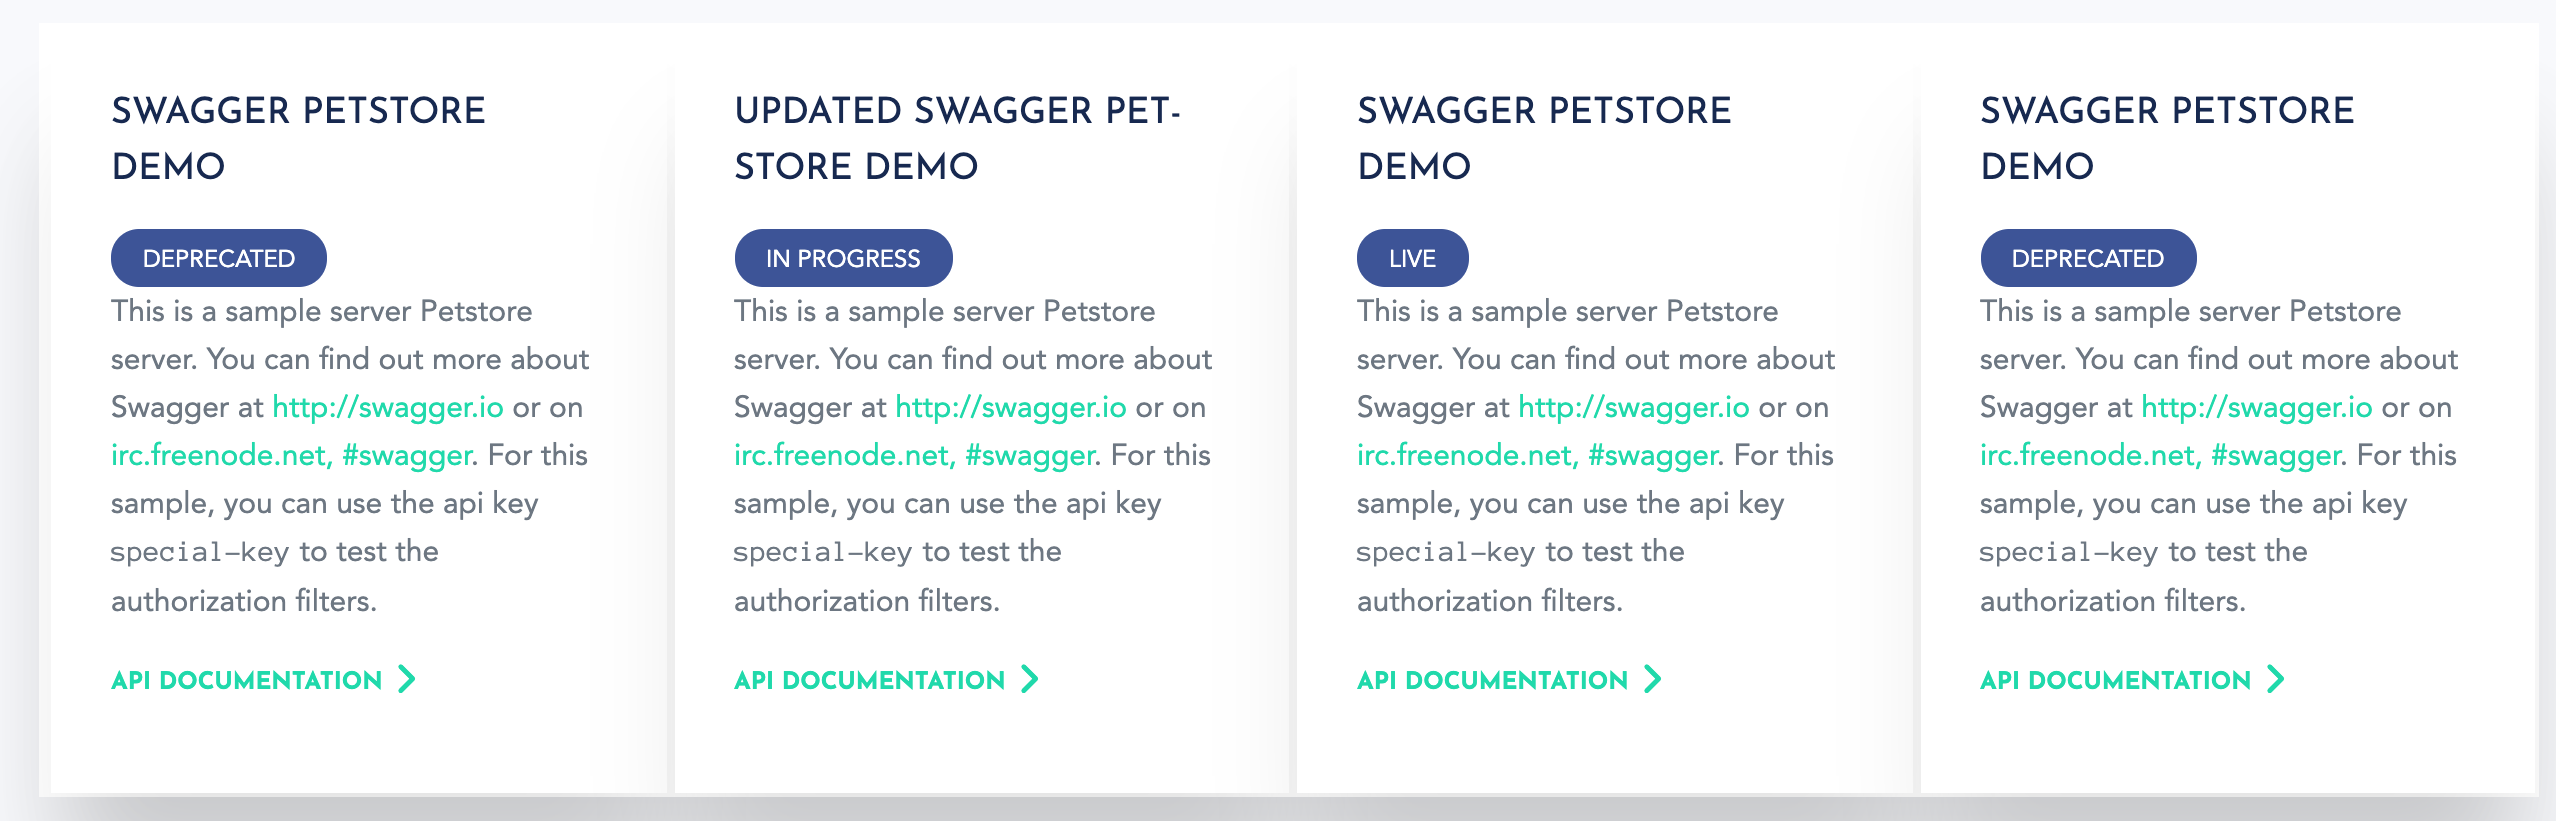 SWAGGER PETSTORE
DEMO
DEPRECATED
This is a sample server Petstore
server. You can find out more about
Swagger at http://swagger.io or on
irc.freenode.net, #swagger. For this
sample, you can use the api key
special-key to test the
authorization filters.
API DOCUMENTATION
UPDATED SWAGGER PET-
STORE DEMO
IN PROGRESS
This is a sample server Petstore
server. You can find out more about
Swagger at http://swagger.io or on
irc.freenode.net, #swagger. For this
sample, you can use the api key
special-key to test the
authorization filters.
API DOCUMENTATION
SWAGGER PETSTORE
DEMO
LIVE
This is a sample server Petstore
server. You can find out more about
Swagger at http://swagger.io or on
irc.freenode.net, #swagger. For this
sample, you can use the api key
special-key to test the
authorization filters.
API DOCUMENTATION
SWAGGER PETSTORE
DEMO
DEPRECATED
This is a sample server Petstore
server. You can find out more about
Swagger at http://swagger.io or on
irc.freenode.net, #swagger. For this
sample, you can use the api key
special-key to test the
authorization filters.
API DOCUMENTATION